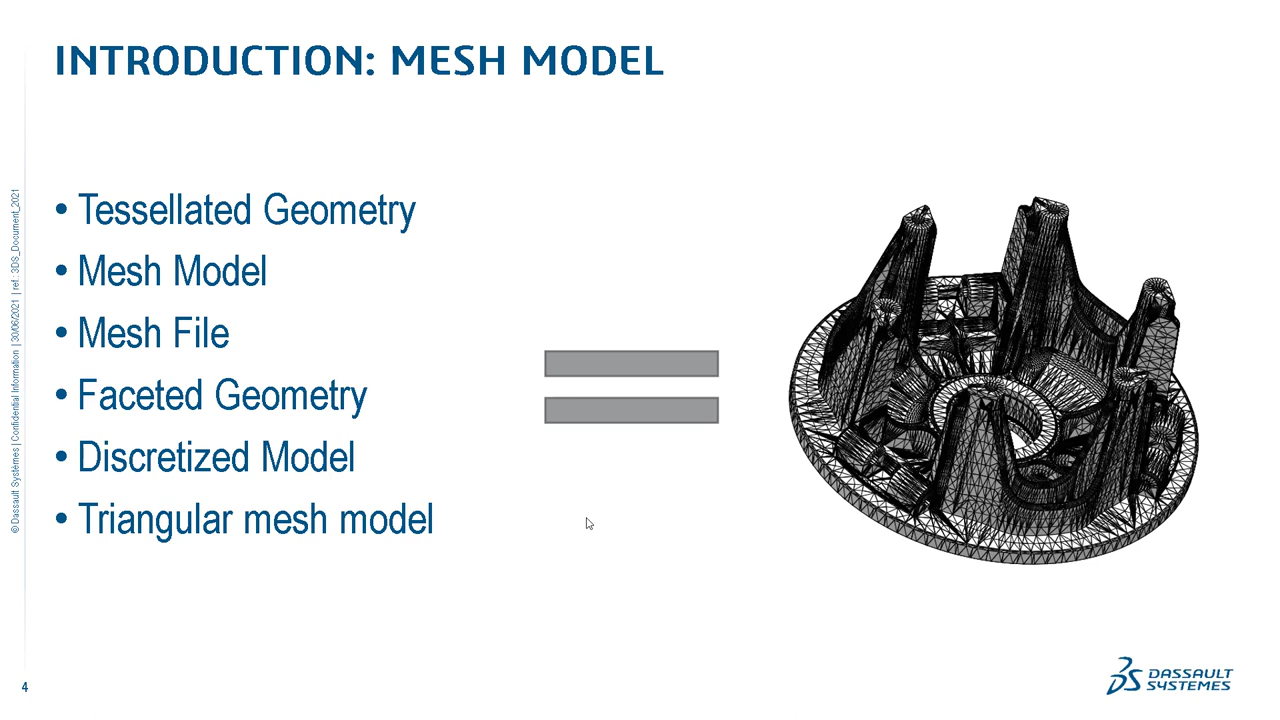 INTRODUCTION: MESH MODEL
• Tessellated Geometry
• Mesh Model
• Mesh File
• Faceted Geometry
• Discretized Model
• Triangular mesh model
© Dassault Systèmes | Confidential Information | 30/06/2021 | ref.: 3DS_Document_2021
4
3DS DASSAULT
SYSTEMES